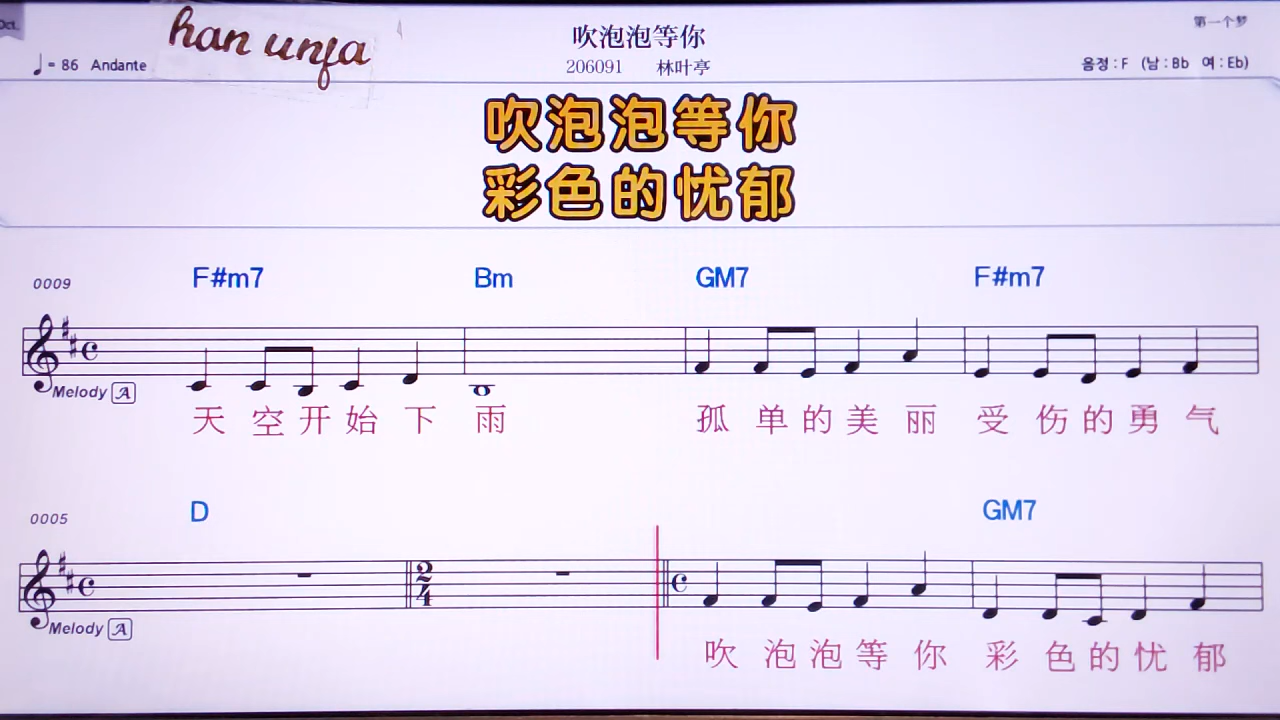 Oct.
han unja
吹泡泡等你
第一个梦
♩= 86 Andante
206091 林叶亭
음정 : F (남 : Bb 여 : Eb)
吹泡泡等你
彩色的忧郁
0009 F#m7 Bm GM7 F#m7
Melody A
天 空 开 始 下 雨 孤 单 的 美 丽 受 伤 的 勇 气
0005 D GM7
2
4
Melody A
吹 泡 泡 等 你 彩 色 的 忧 郁